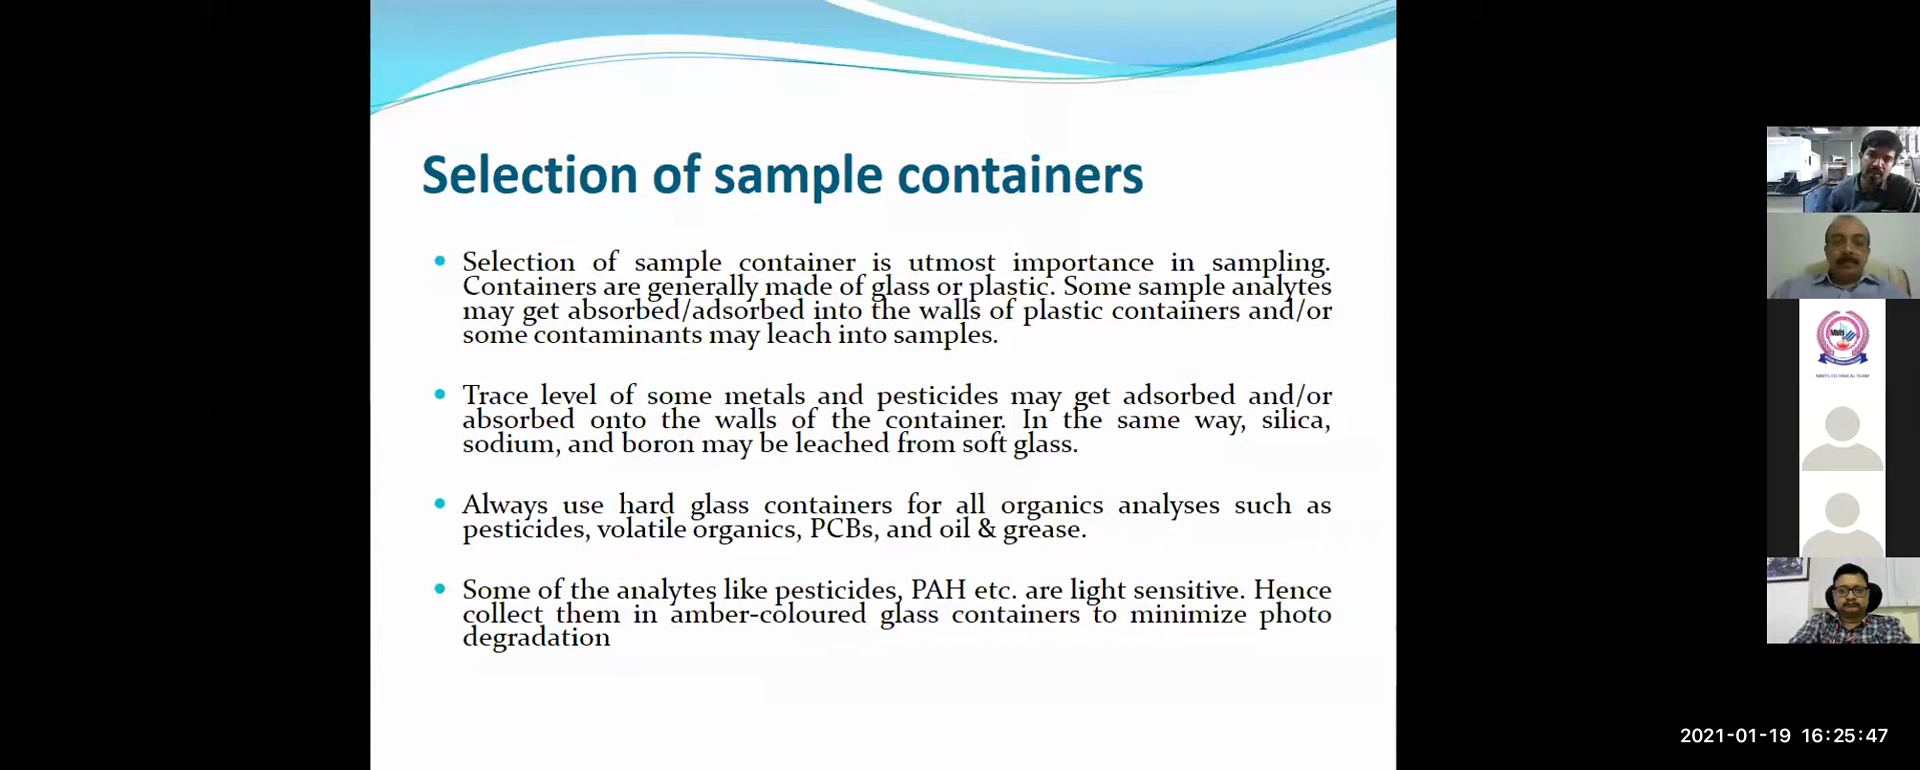 Selection of sample containers
Selection of sample container is utmost importance in sampling.
Containers are generally made of glass or plastic. Some sample analytes
may get absorbed/adsorbed into the walls of plastic containers and/or
some contaminants may leach into samples.
Trace level of some metals and pesticides may get adsorbed and/or
absorbed onto the walls of the container. In the same way, silica,
sodium, and boron may be leached from soft glass.
Always use hard glass containers for all organics analyses such as
pesticides, volatile organics, PCBs, and oil & grease.
Some of the analytes like pesticides, PAH etc. are light sensitive. Hence
collect them in amber-coloured glass containers to minimize photo
degradation
2021-01-19 16:25:47